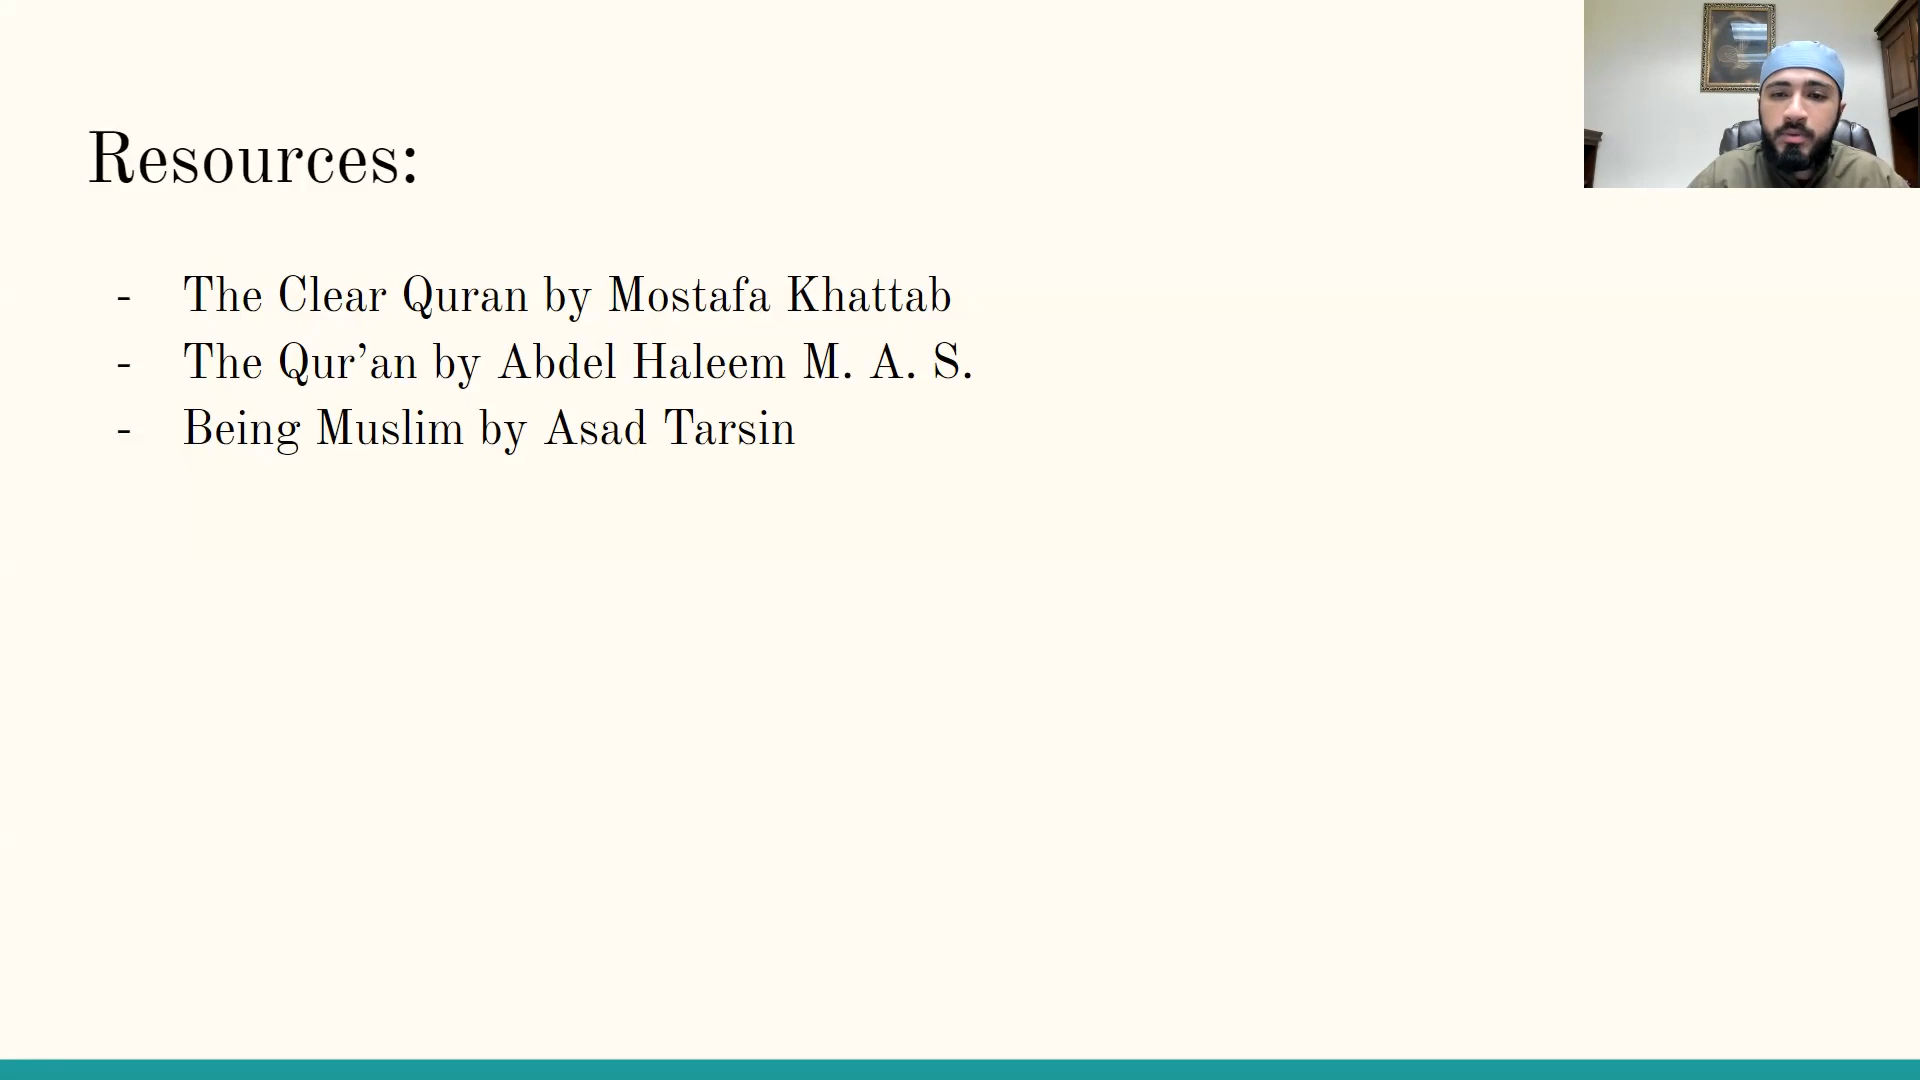 Resources:
- The Clear Quran by Mostafa Khattab
- The Qur’an by Abdel Haleem M. A. S.
- Being Muslim by Asad Tarsin